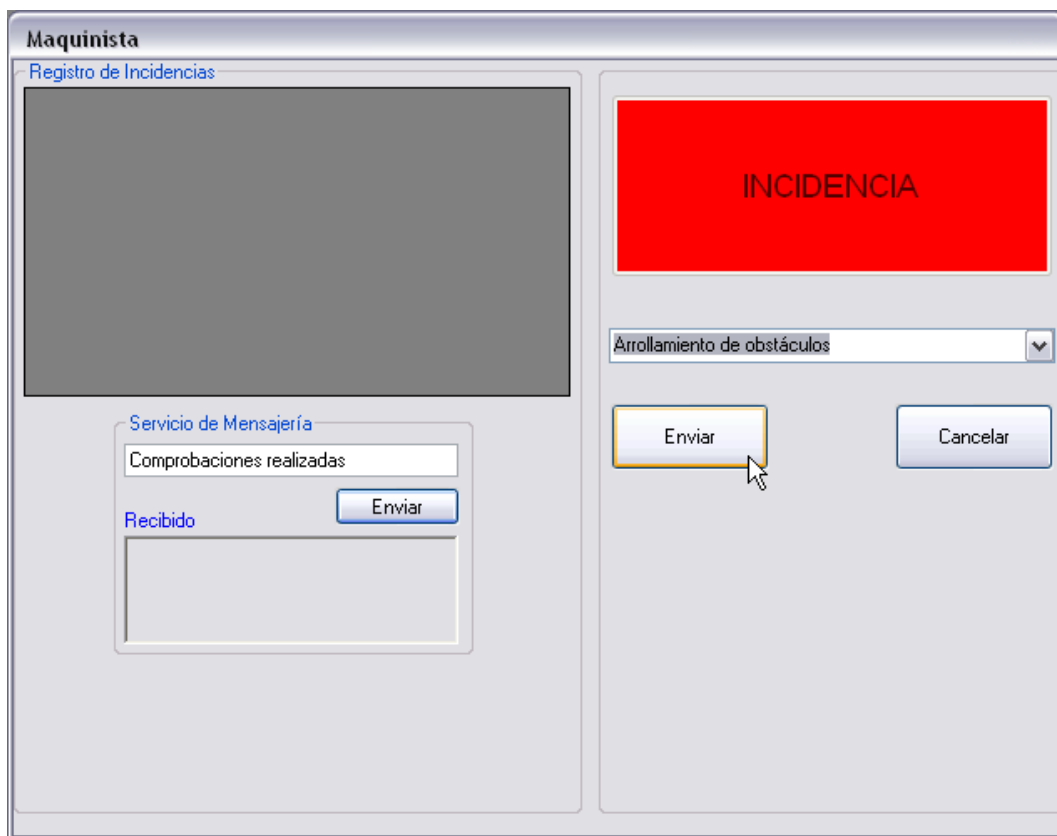 Maquinista
Registro de Incidencias
INCIDENCIA
Arrollamiento de obstáculos
Enviar
Cancelar
Servicio de Mensajería
Comprobaciones realizadas
Enviar
Recibido